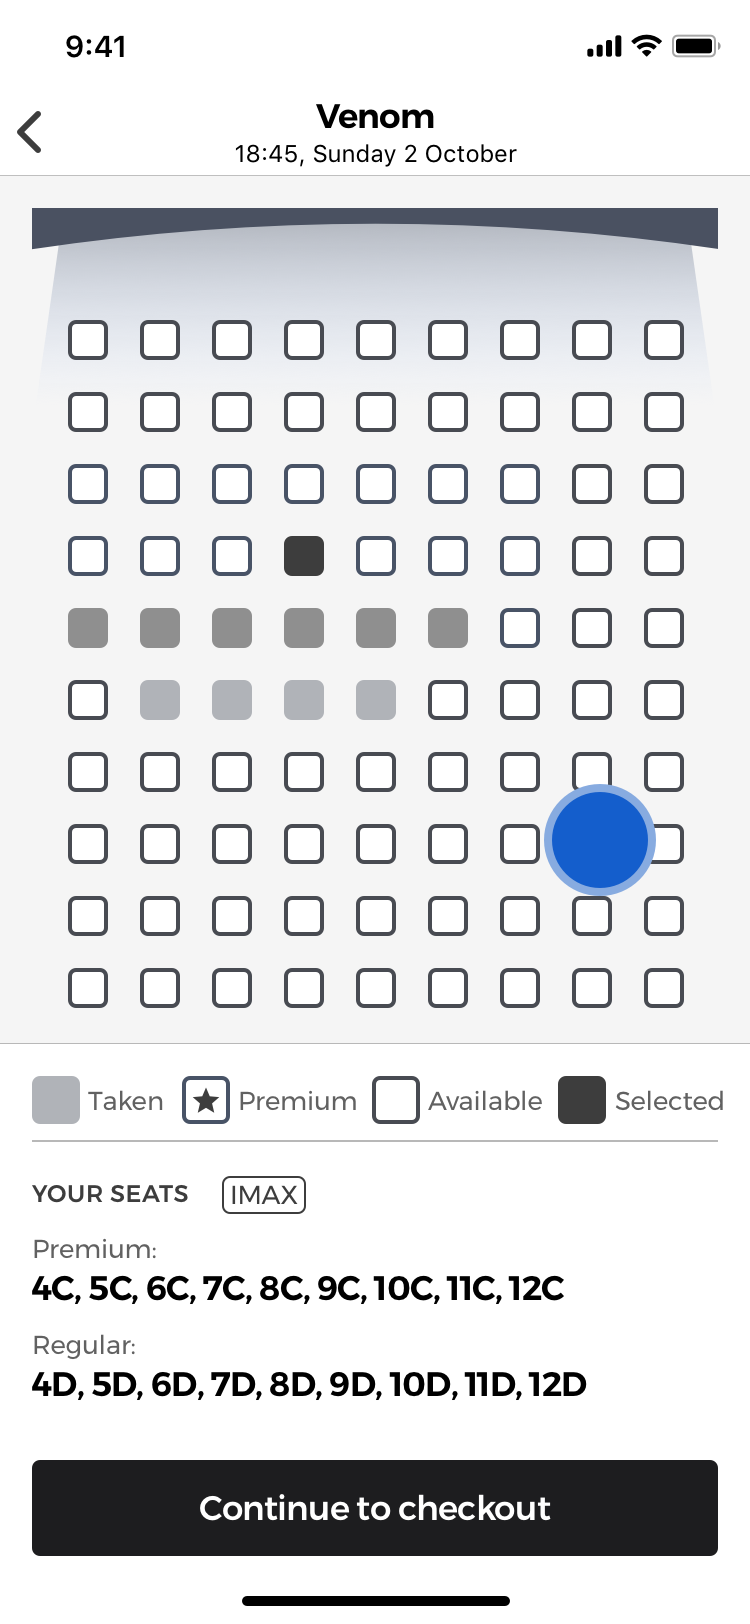 9:41
Venom
18:45, Sunday 2 October
Taken
Premium
Available
Selected
YOUR SEATS
IMAX
Premium:
4C, 5C, 6C, 7C, 8C, 9C, 10C, 11C, 12C
Regular:
4D, 5D, 6D, 7D, 8D, 9D, 10D, 11D, 12D
Continue to checkout